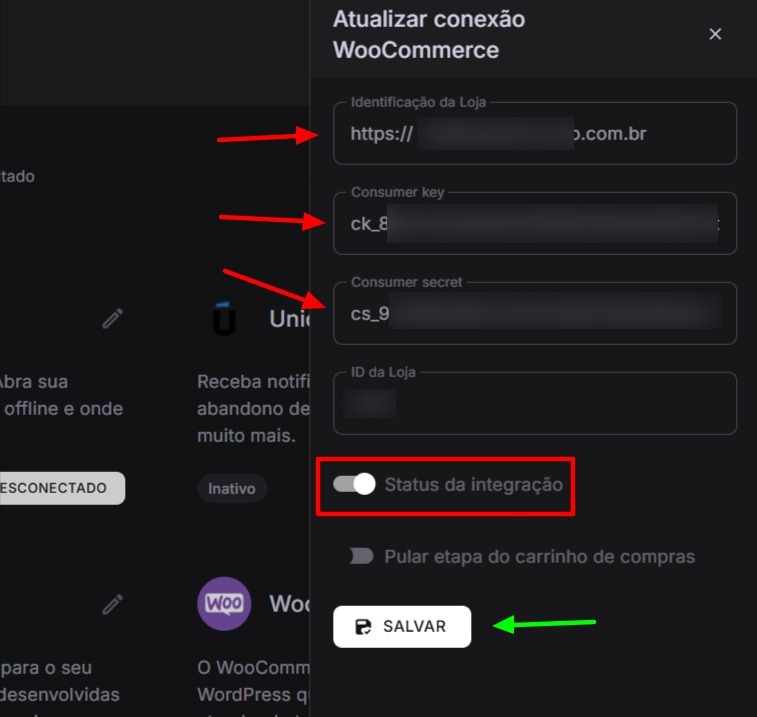 Atualizar conexão
WooCommerce
Identificação da Loja
https://
o.com.br
Consumer key
ck_8
Consumer secret
cs_9
ID da Loja
Status da integração
Pular etapa do carrinho de compras
SALVAR
tado
Abra sua
offline e onde
ESCONECTADO
Unic
Receba notifi
abandono de
muito mais.
Inativo
para o seu
desenvolvidas
WOO
Woo
O WooComm
WordPress q